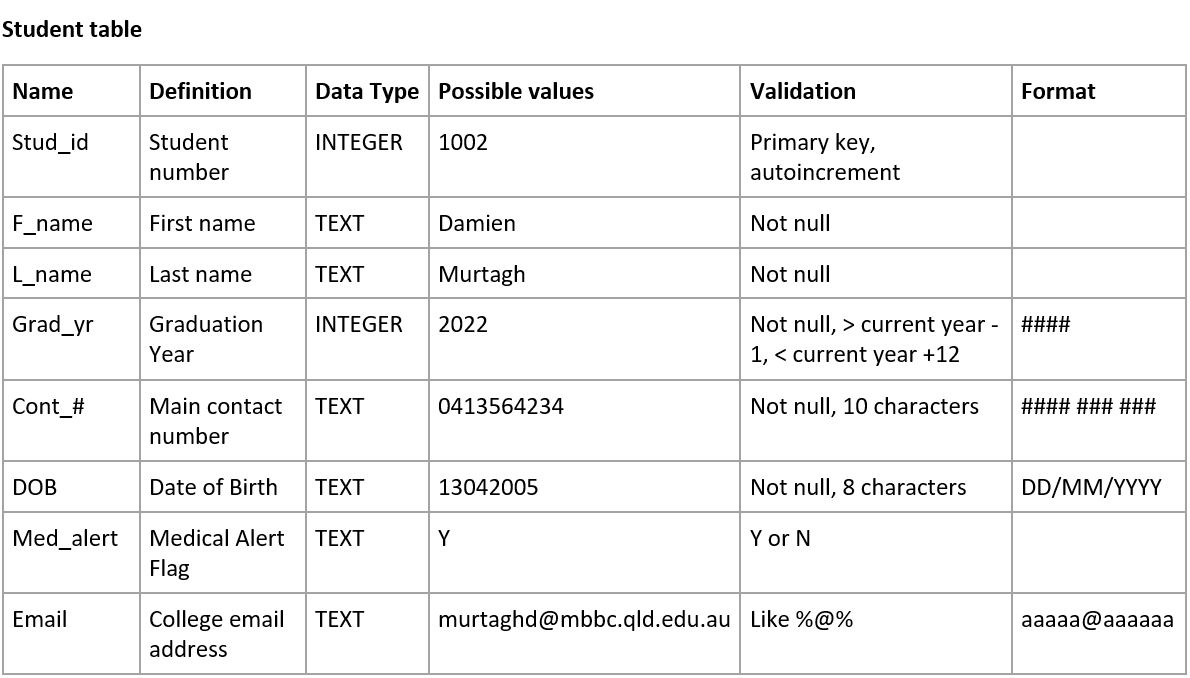 Student table
Name Definition Data Type Possible values Validation Format
Stud_id Student number INTEGER 1002 Primary key, autoincrement
F_name First name TEXT Damien Not null
L_name Last name TEXT Murtagh Not null
Grad_yr Graduation Year INTEGER 2022 Not null, > current year - 1, < current year +12 ####
Cont_# Main contact number TEXT 0413564234 Not null, 10 characters #### ### ###
DOB Date of Birth TEXT 13042005 Not null, 8 characters DD/MM/YYYY
Med_alert Medical Alert Flag TEXT Y Y or N
Email College email address TEXT murtaghd@mbbc.qld.edu.au Like %@% aaaaa@aaaaaa